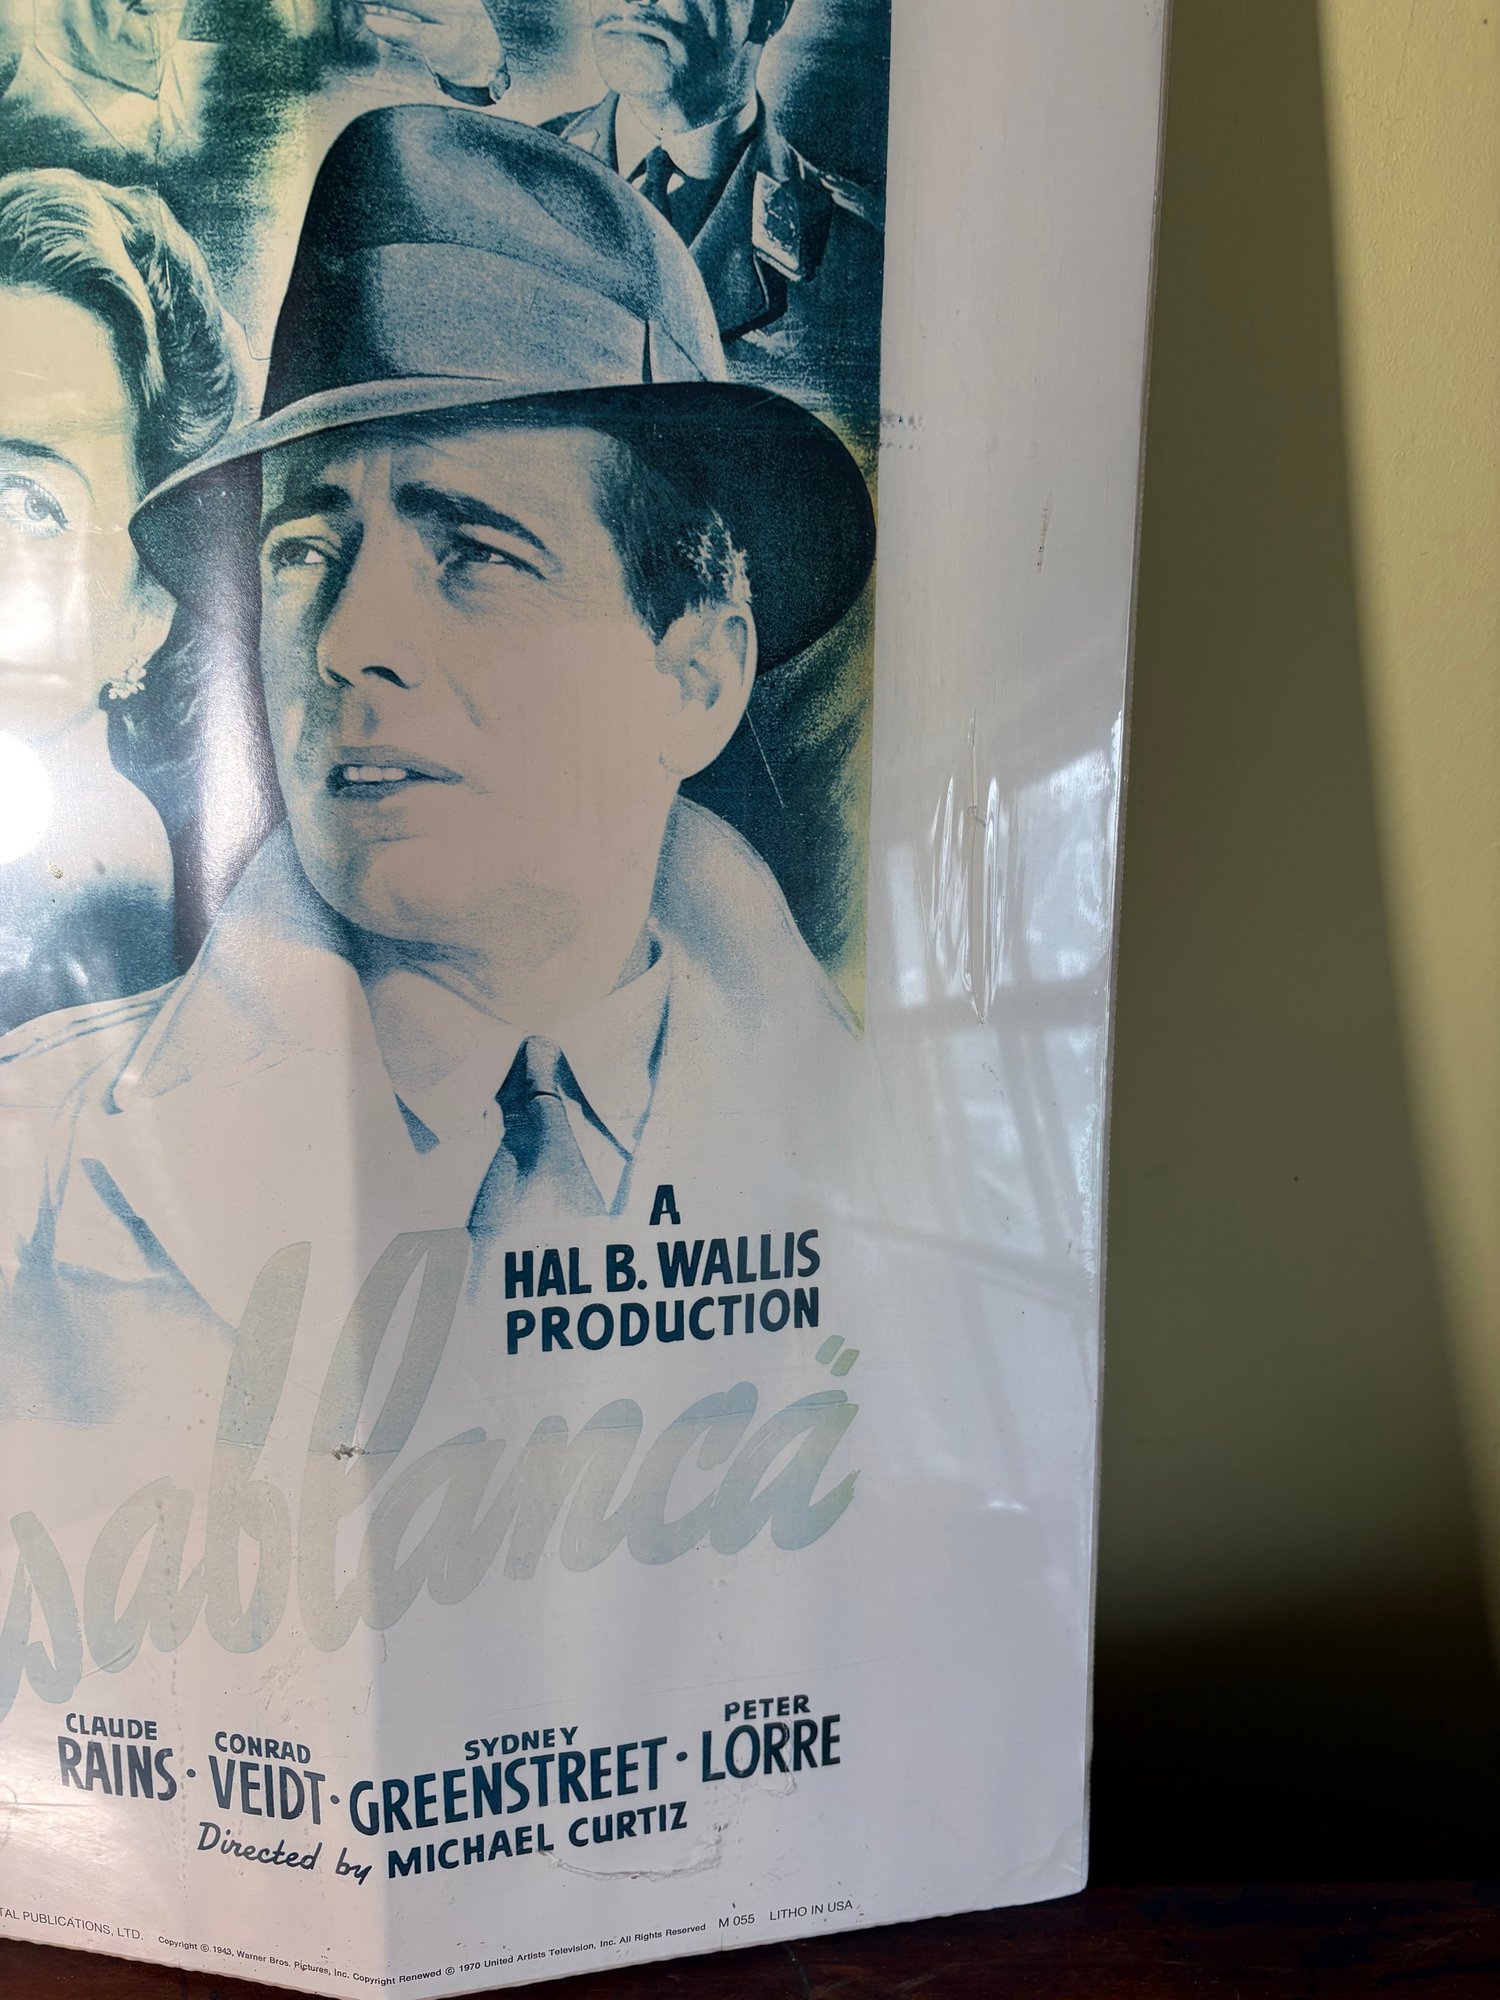 A
HAL B. WALLIS
PRODUCTION
sablanca"
CLAUDE CONRAD SYDNEY PETER
RAINS · VEIDT · GREENSTREET · LORRE
Directed by MICHAEL CURTIZ
TAL PUBLICATIONS, LTD. Copyright © 1943, Warner Bros. Pictures, Inc. Copyright Renewed © 1970 United Artists Television, Inc. All Rights Reserved M 055 LITHO IN USA